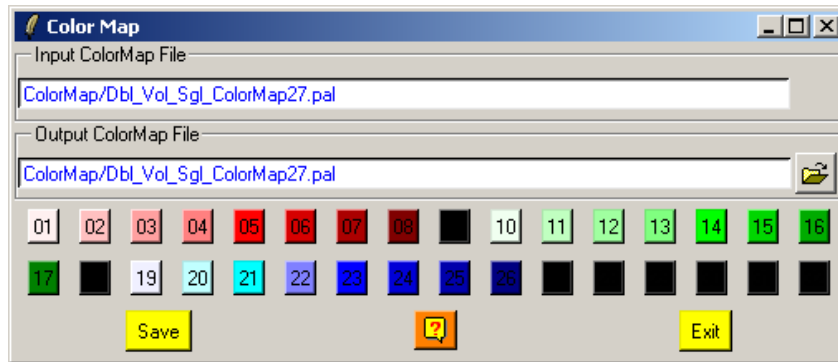 Color Map
Input ColorMap File
ColorMap/Dbl_Vol_Sgl_ColorMap27.pal
Output ColorMap File
ColorMap/Dbl_Vol_Sgl_ColorMap27.pal
01 02 03 04 05 06 07 08 10 11 12 13 14 15 16
17 19 20 21 22 23 24 25 26
Save ? Exit